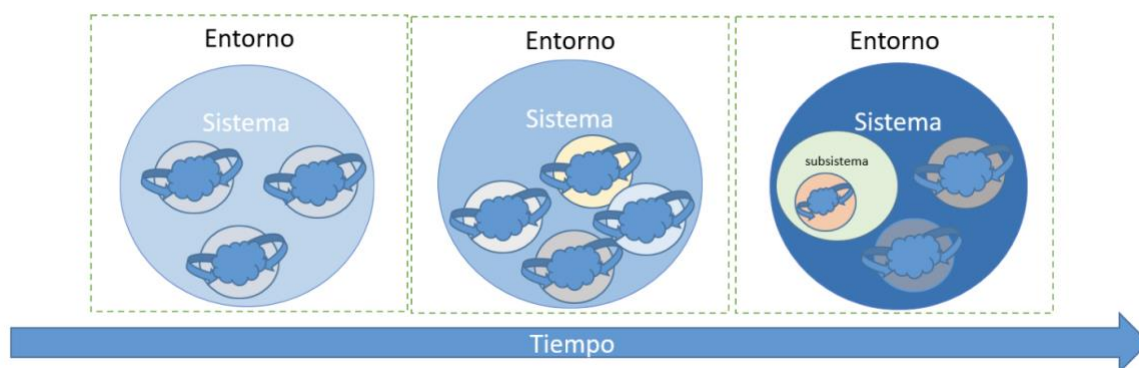 Entorno
Sistema
Entorno
Sistema
Entorno
Sistema
subsistema
Tiempo